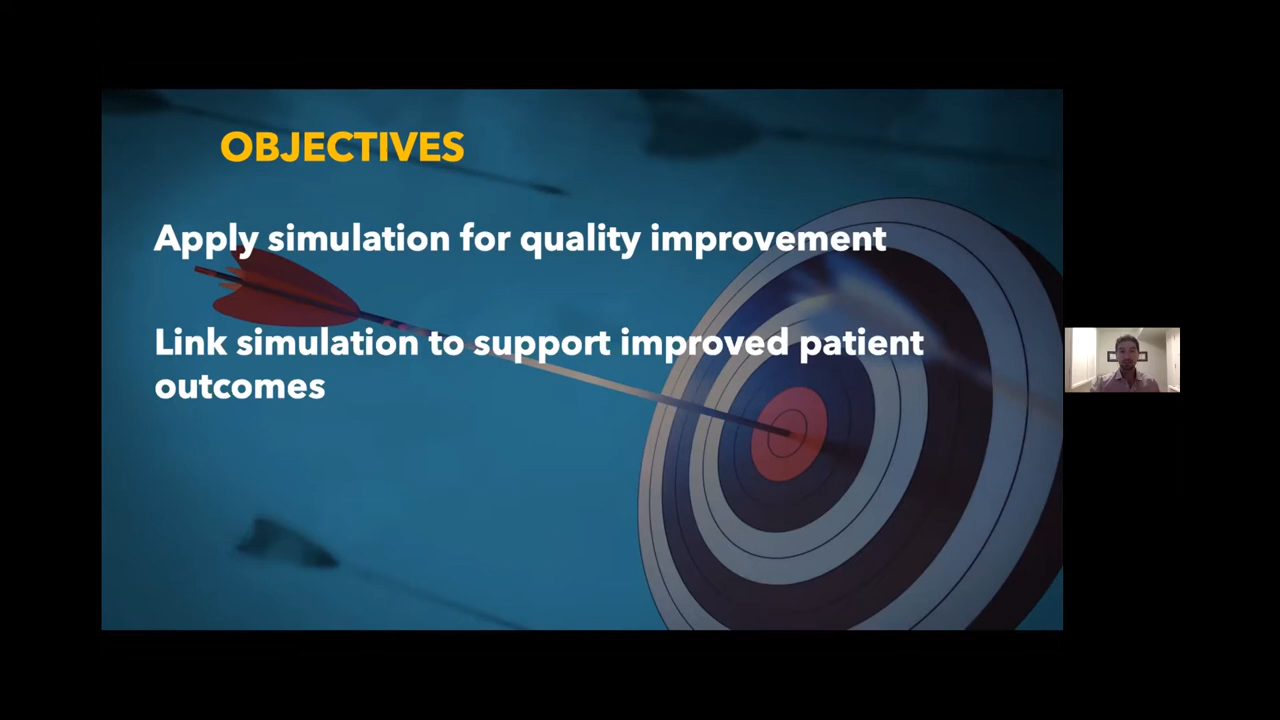 OBJECTIVES
Apply simulation for quality improvement
Link simulation to support improved patient
outcomes